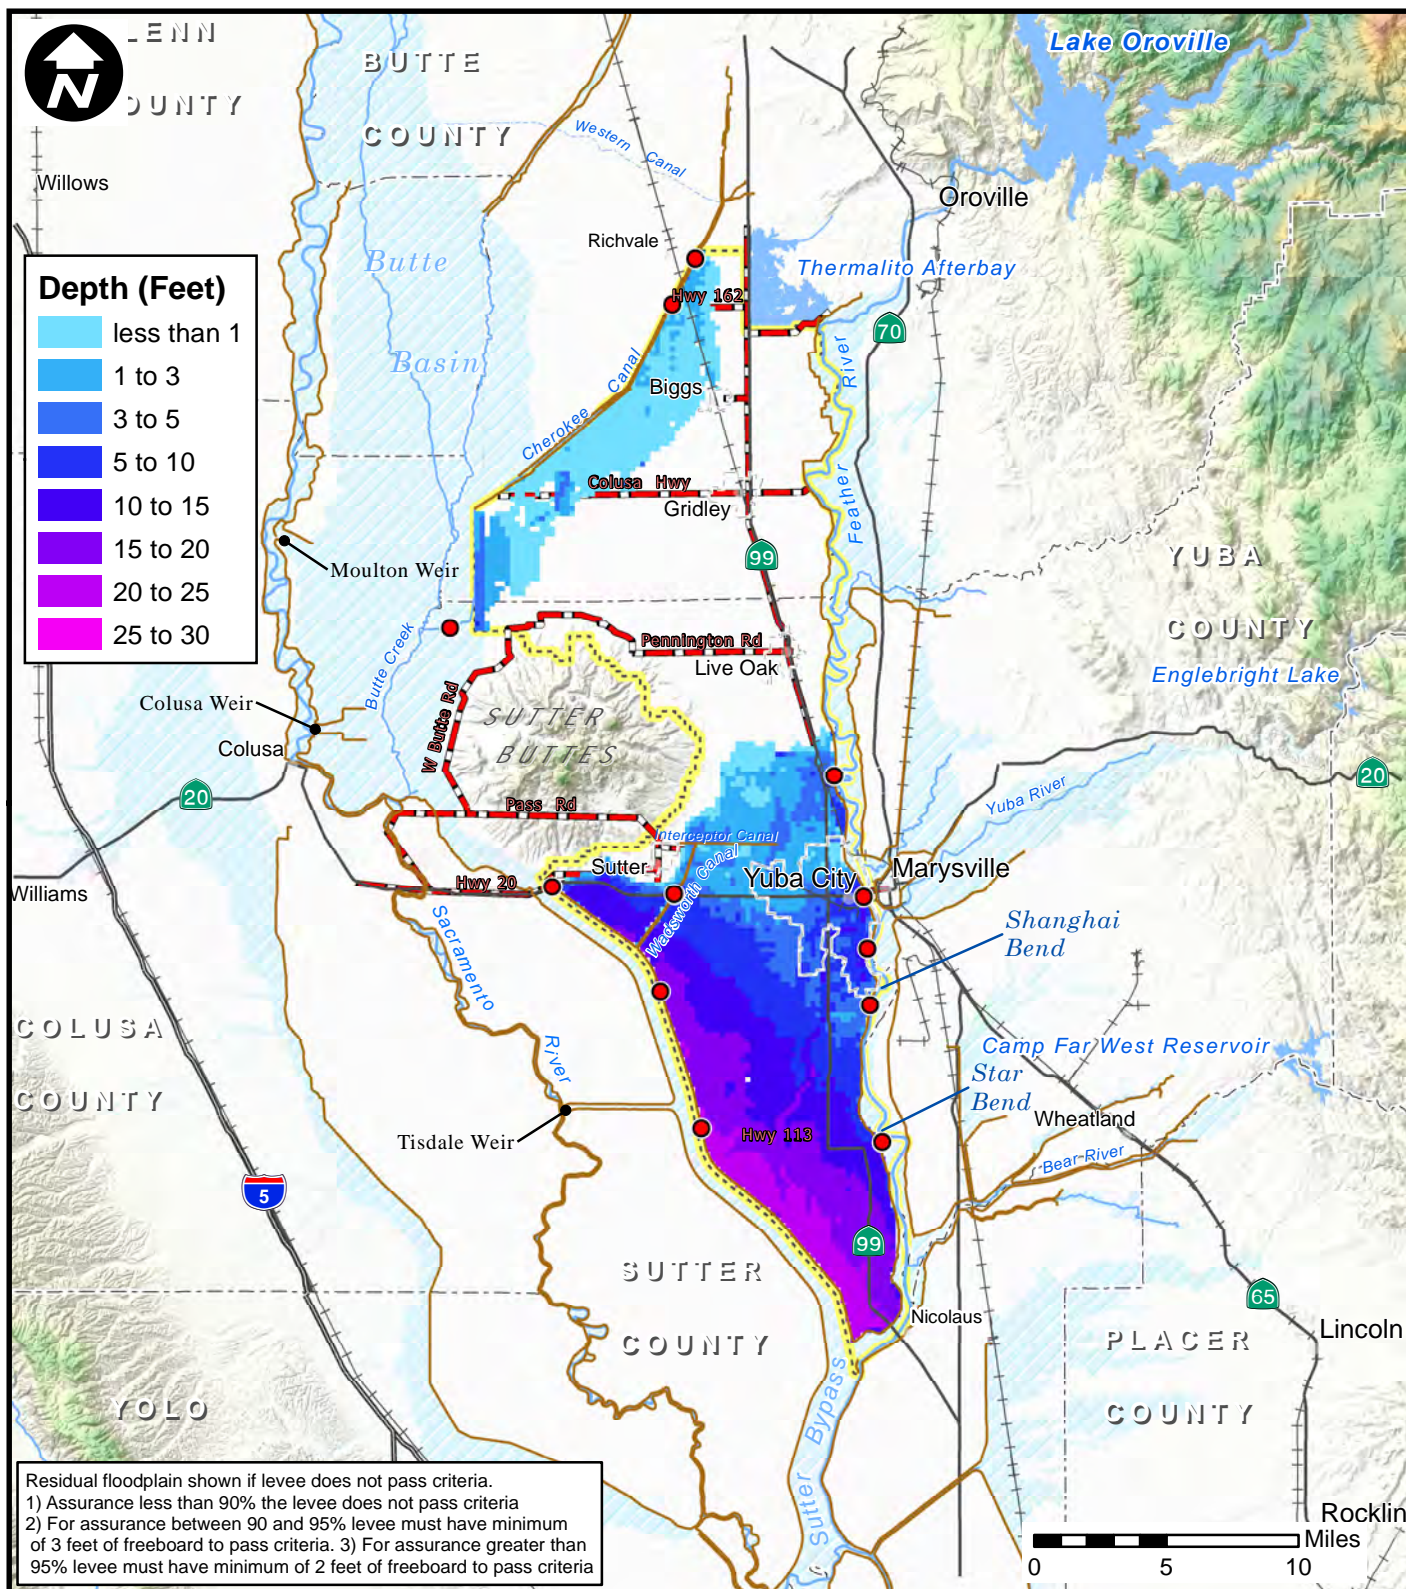 N
LENN
OUNTY
BUTTE
COUNTY
Lake Oroville
Western Canal
Willows
Oroville
Richvale
Butte
Basin
Thermalito Afterbay
Hwy 162
70
Depth (Feet)
less than 1
1 to 3
3 to 5
5 to 10
10 to 15
15 to 20
20 to 25
25 to 30
Feather River
Biggs
Cherokee Canal
Colusa Hwy
Gridley
99
Moulton Weir
YUBA
COUNTY
Butte Creek
Pennington Rd
Live Oak
Englebright Lake
Colusa Weir
Colusa
W Butte Rd
SUTTER
BUTTES
20
Pass Rd
20
Yuba River
Interceptor Canal
Sutter
Wadsworth Canal
Yuba City
Marysville
Williams
Hwy 20
Sacramento
River
Shanghai
Bend
COLUSA
COUNTY
Camp Far West Reservoir
Star
Bend
Wheatland
Tisdale Weir
Hwy 113
Bear River
5
99
SUTTER
COUNTY
Nicolaus
65
Lincoln
PLACER
COUNTY
YOLO
Sutter Bypass
Rocklin
Residual floodplain shown if levee does not pass criteria.
1) Assurance less than 90% the levee does not pass criteria
2) For assurance between 90 and 95% levee must have minimum
of 3 feet of freeboard to pass criteria. 3) For assurance greater than
95% levee must have minimum of 2 feet of freeboard to pass criteria
Miles
0 5 10